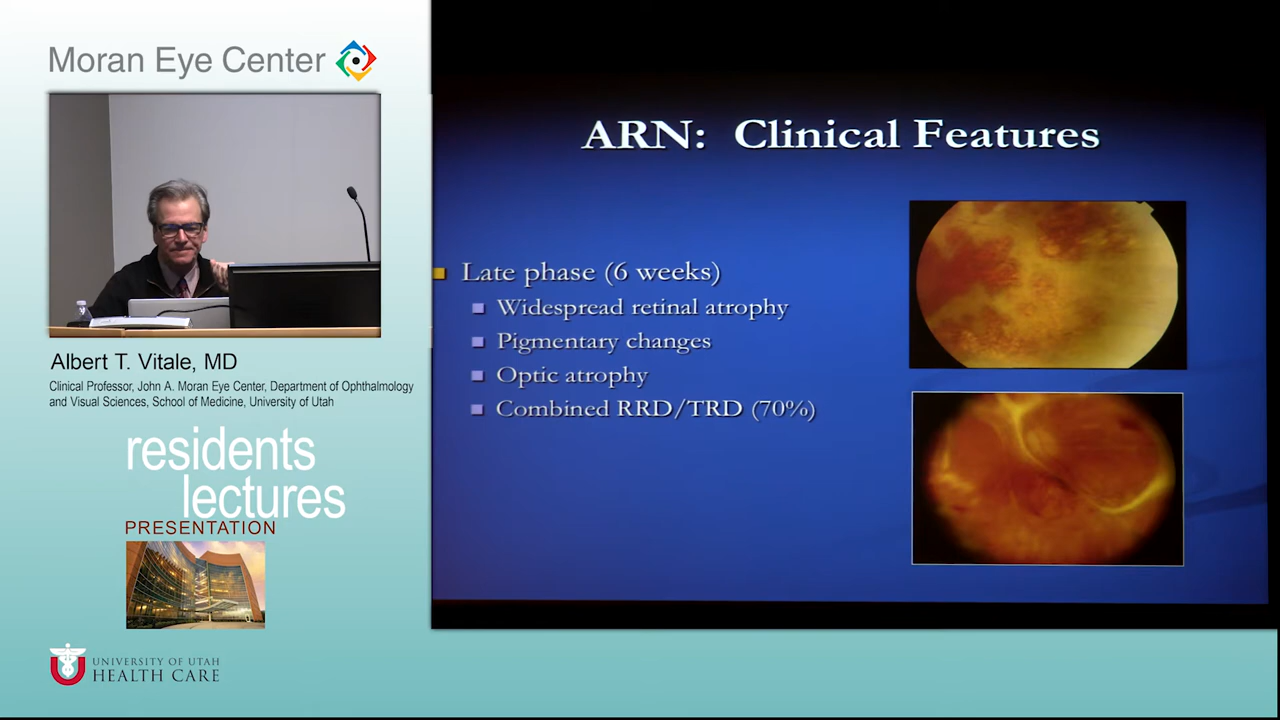 Moran Eye Center
Albert T. Vitale, MD
Clinical Professor, John A. Moran Eye Center, Department of Ophthalmology
and Visual Sciences, School of Medicine, University of Utah
residents
lectures
PRESENTATION
UNIVERSITY OF UTAH
HEALTH CARE
ARN: Clinical Features
Late phase (6 weeks)
Widespread retinal atrophy
Pigmentary changes
Optic atrophy
Combined RRD/TRD (70%)